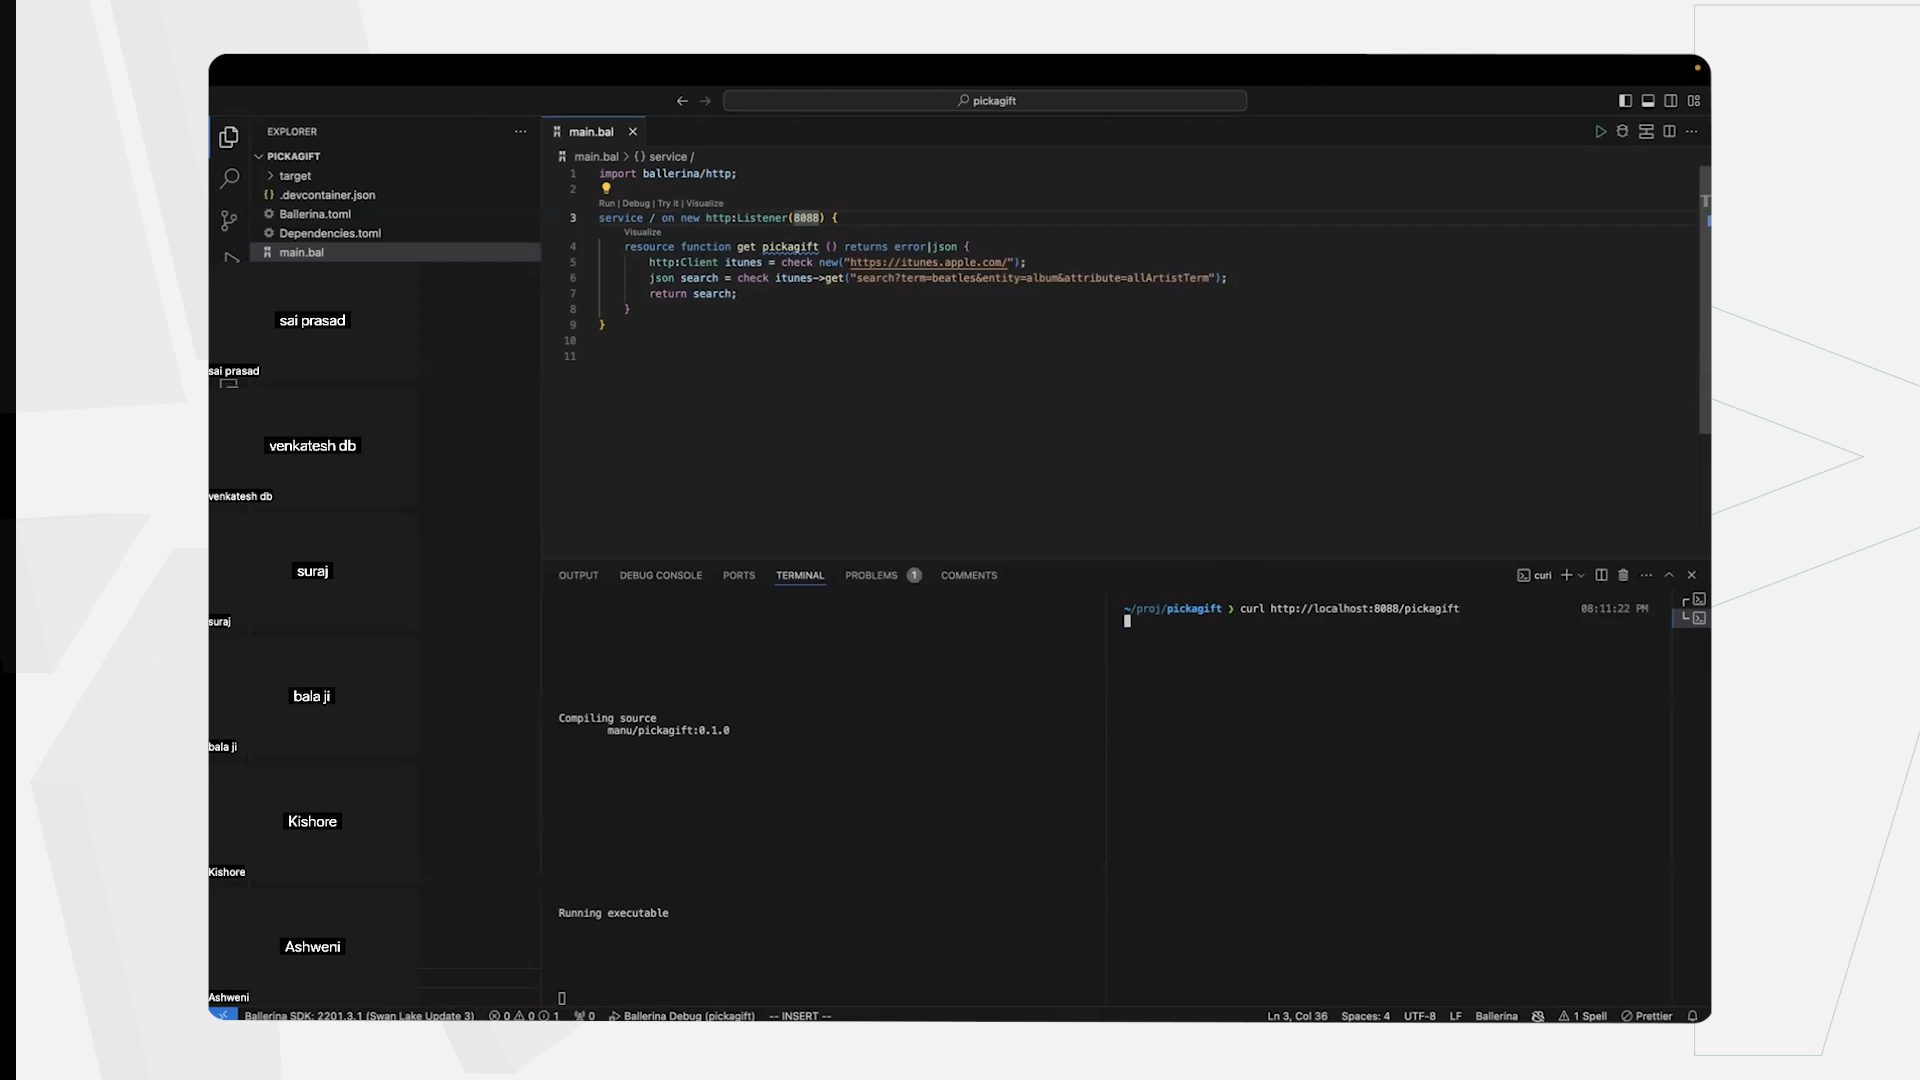 pickagift
EXPLORER
PICKAGIFT
target
{} .devcontainer.json
Ballerina.toml
Dependencies.toml
main.bal
sai prasad
sai prasad
venkatesh db
venkatesh db
suraj
suraj
bala ji
bala ji
Kishore
Kishore
Ashweni
Ashweni
main.bal
main.bal > {} service /
1 import ballerina/http;
2
Run | Debug | Try it | Visualize
3 service / on new http:Listener(8088) {
Visualize
4 resource function get pickagift () returns error|json {
5 http:Client itunes = check new("https://itunes.apple.com/");
6 json search = check itunes->get("search?term=beatles&entity=album&attribute=allArtistTerm");
7 return search;
8 }
9 }
10
11
OUTPUT DEBUG CONSOLE PORTS TERMINAL PROBLEMS 1 COMMENTS
curl
Compiling source
manu/pickagift:0.1.0
Running executable
~/proj/pickagift ❯ curl http://localhost:8088/pickagift 08:11:22 PM
Ballerina SDK: 2201.3.1 (Swan Lake Update 3) 0 0 1 0 Ballerina Debug (pickagift) -- INSERT --
Ln 3, Col 36 Spaces: 4 UTF-8 LF Ballerina 1 Spell Prettier